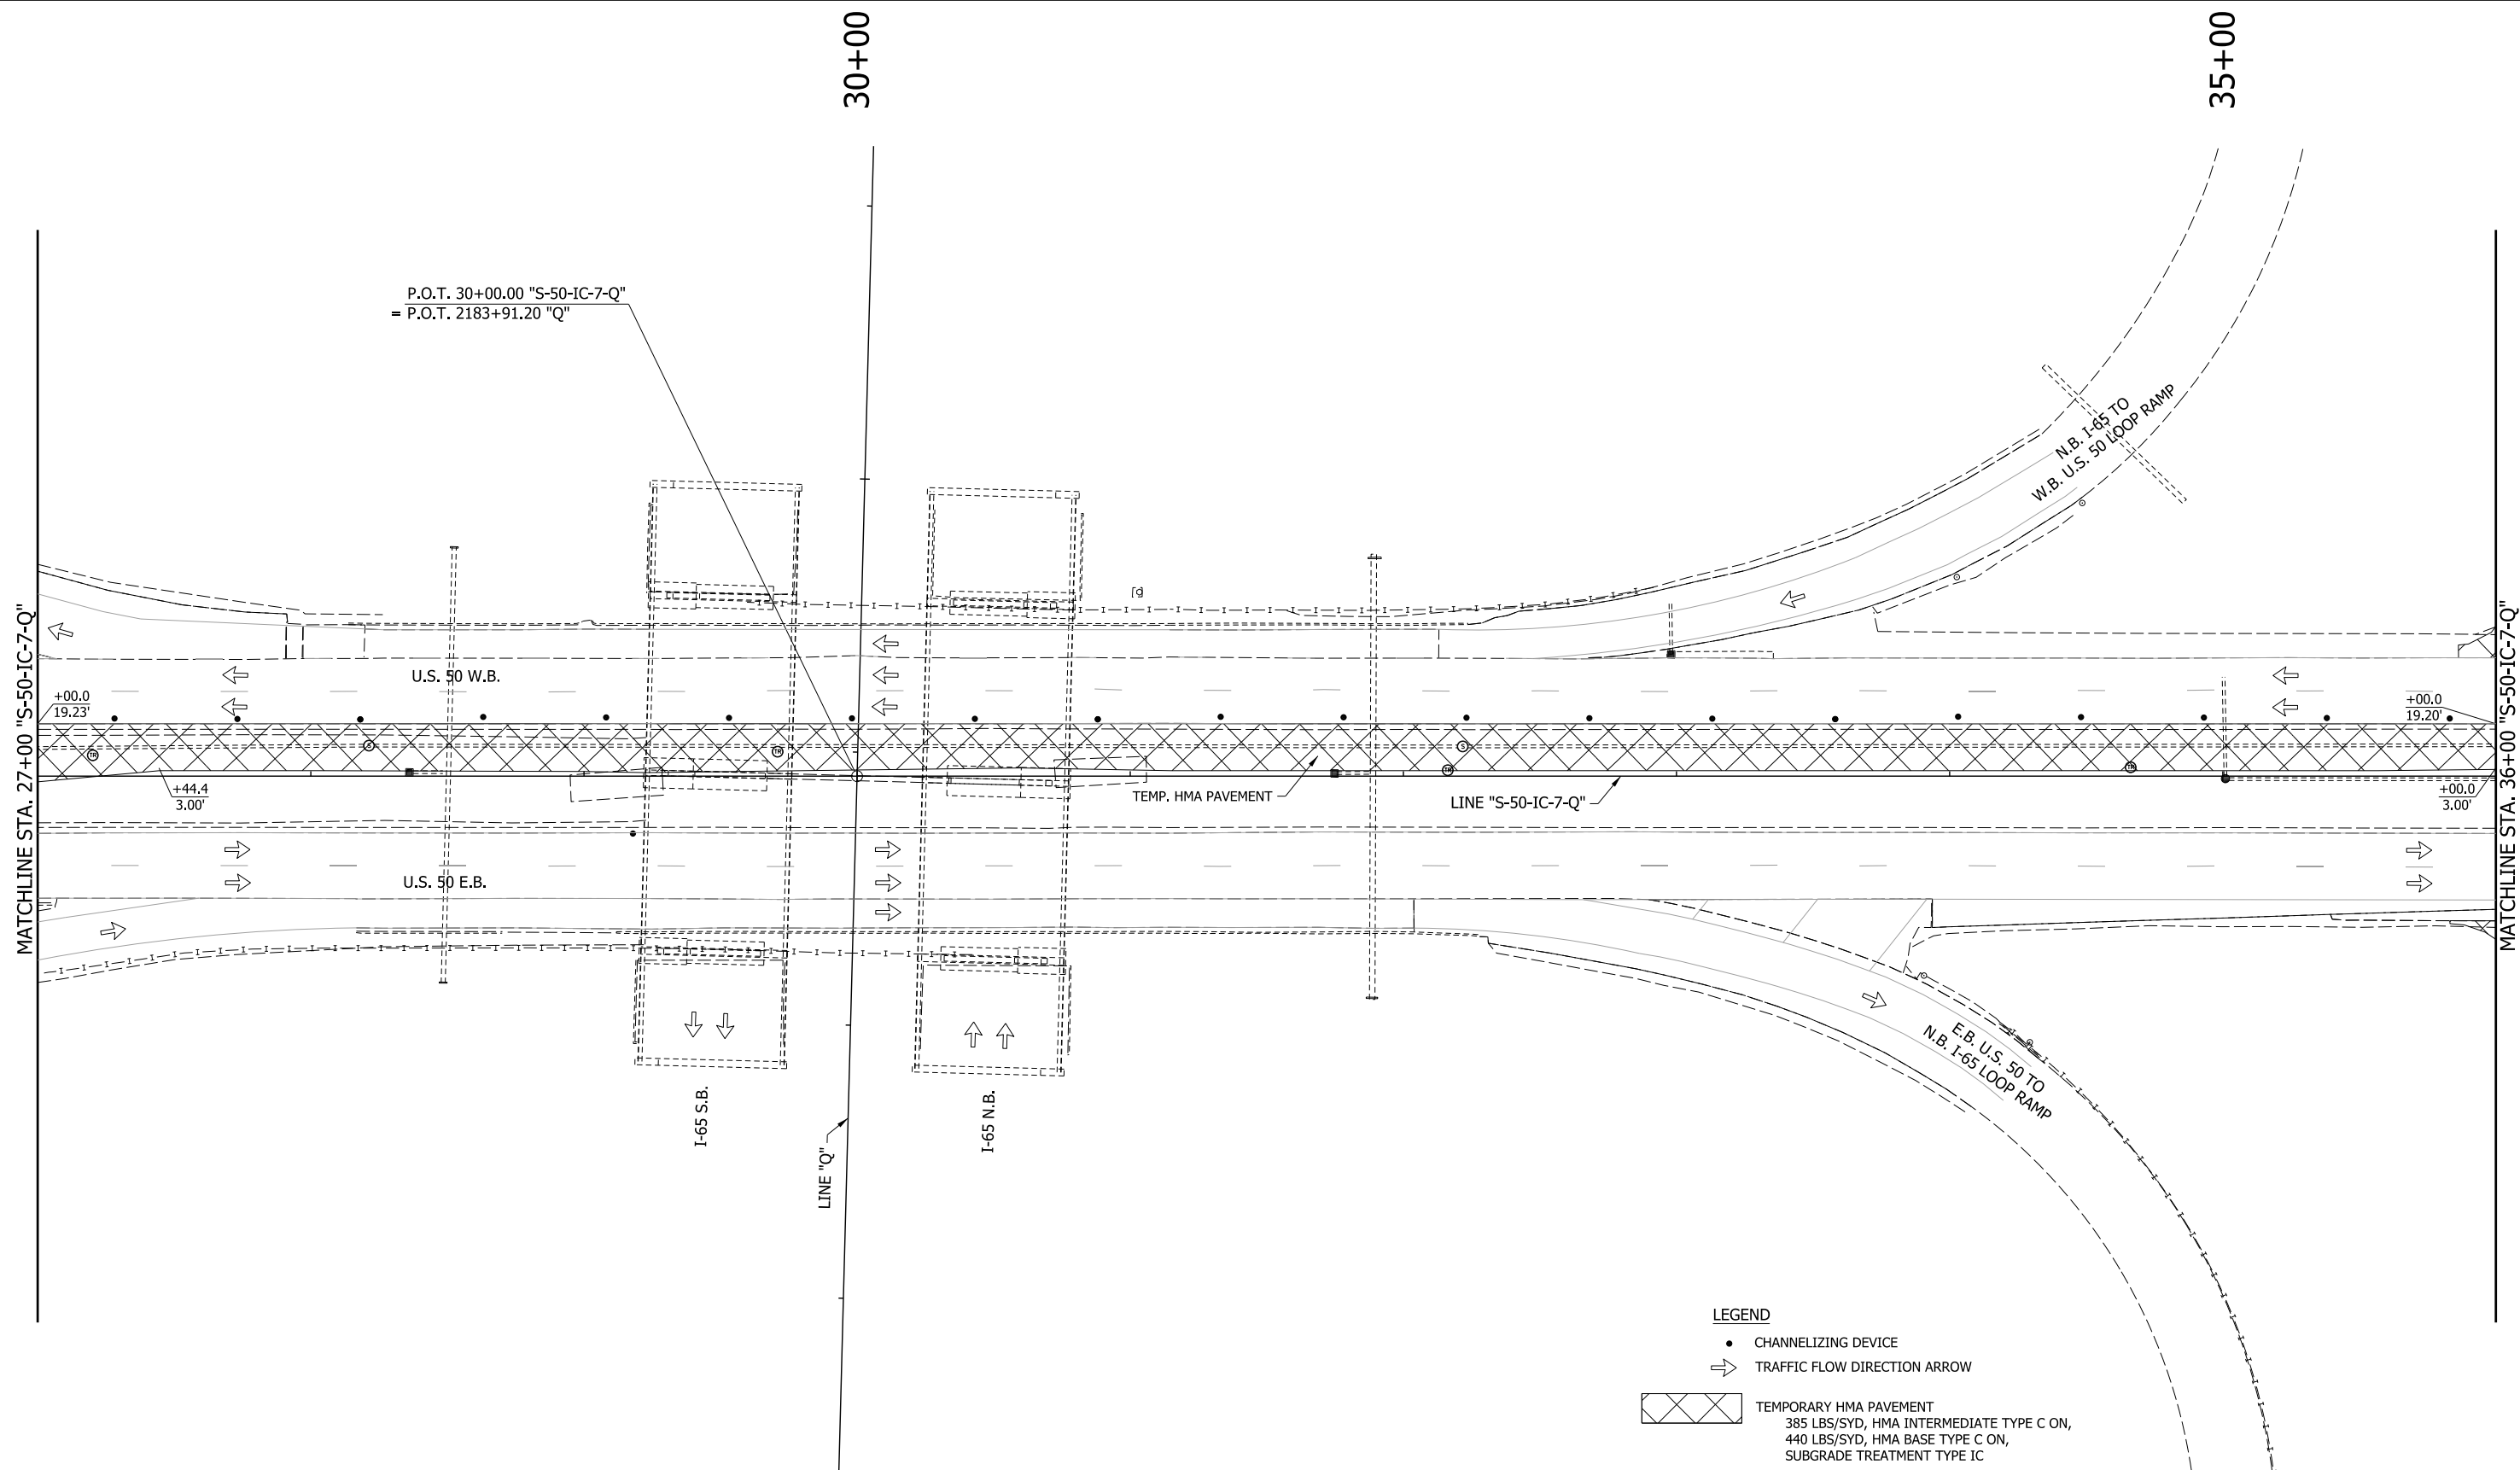 30+00
35+00
P.O.T. 30+00.00 "S-50-IC-7-Q"
= P.O.T. 2183+91.20 "Q"
N.B. I-65 TO
W.B. U.S. 50 LOOP RAMP
MATCHLINE STA. 27+00 "S-50-IC-7-Q"
MATCHLINE STA. 36+00 "S-50-IC-7-Q"
U.S. 50 W.B.
+00.0
19.23'
+00.0
19.20'
TR
S
TR
S
TR
TR
+44.4
3.00'
TEMP. HMA PAVEMENT
LINE "S-50-IC-7-Q"
+00.0
3.00'
U.S. 50 E.B.
E.B. U.S. 50 TO
N.B. I-65 LOOP RAMP
I-65 S.B.
I-65 N.B.
LINE "Q"
LEGEND
CHANNELIZING DEVICE
TRAFFIC FLOW DIRECTION ARROW
TEMPORARY HMA PAVEMENT
385 LBS/SYD, HMA INTERMEDIATE TYPE C ON,
440 LBS/SYD, HMA BASE TYPE C ON,
SUBGRADE TREATMENT TYPE IC